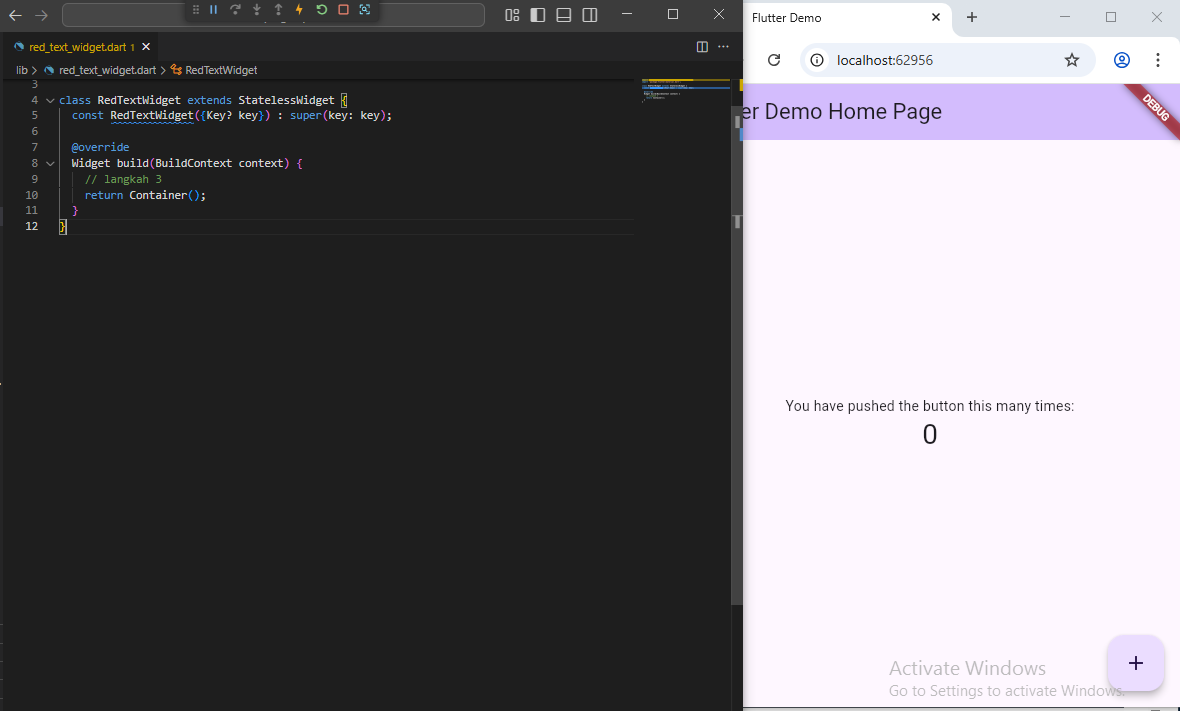 red_text_widget.dart 1
lib > red_text_widget.dart > RedTextWidget
3
4 class RedTextWidget extends StatelessWidget {
5 const RedTextWidget({Key? key}) : super(key: key);
6
7 @override
8 Widget build(BuildContext context) {
9 // langkah 3
10 return Container();
11 }
12 }
Flutter Demo
localhost:62956
er Demo Home Page
DEBUG
You have pushed the button this many times:
0
+
Activate Windows
Go to Settings to activate Windows.